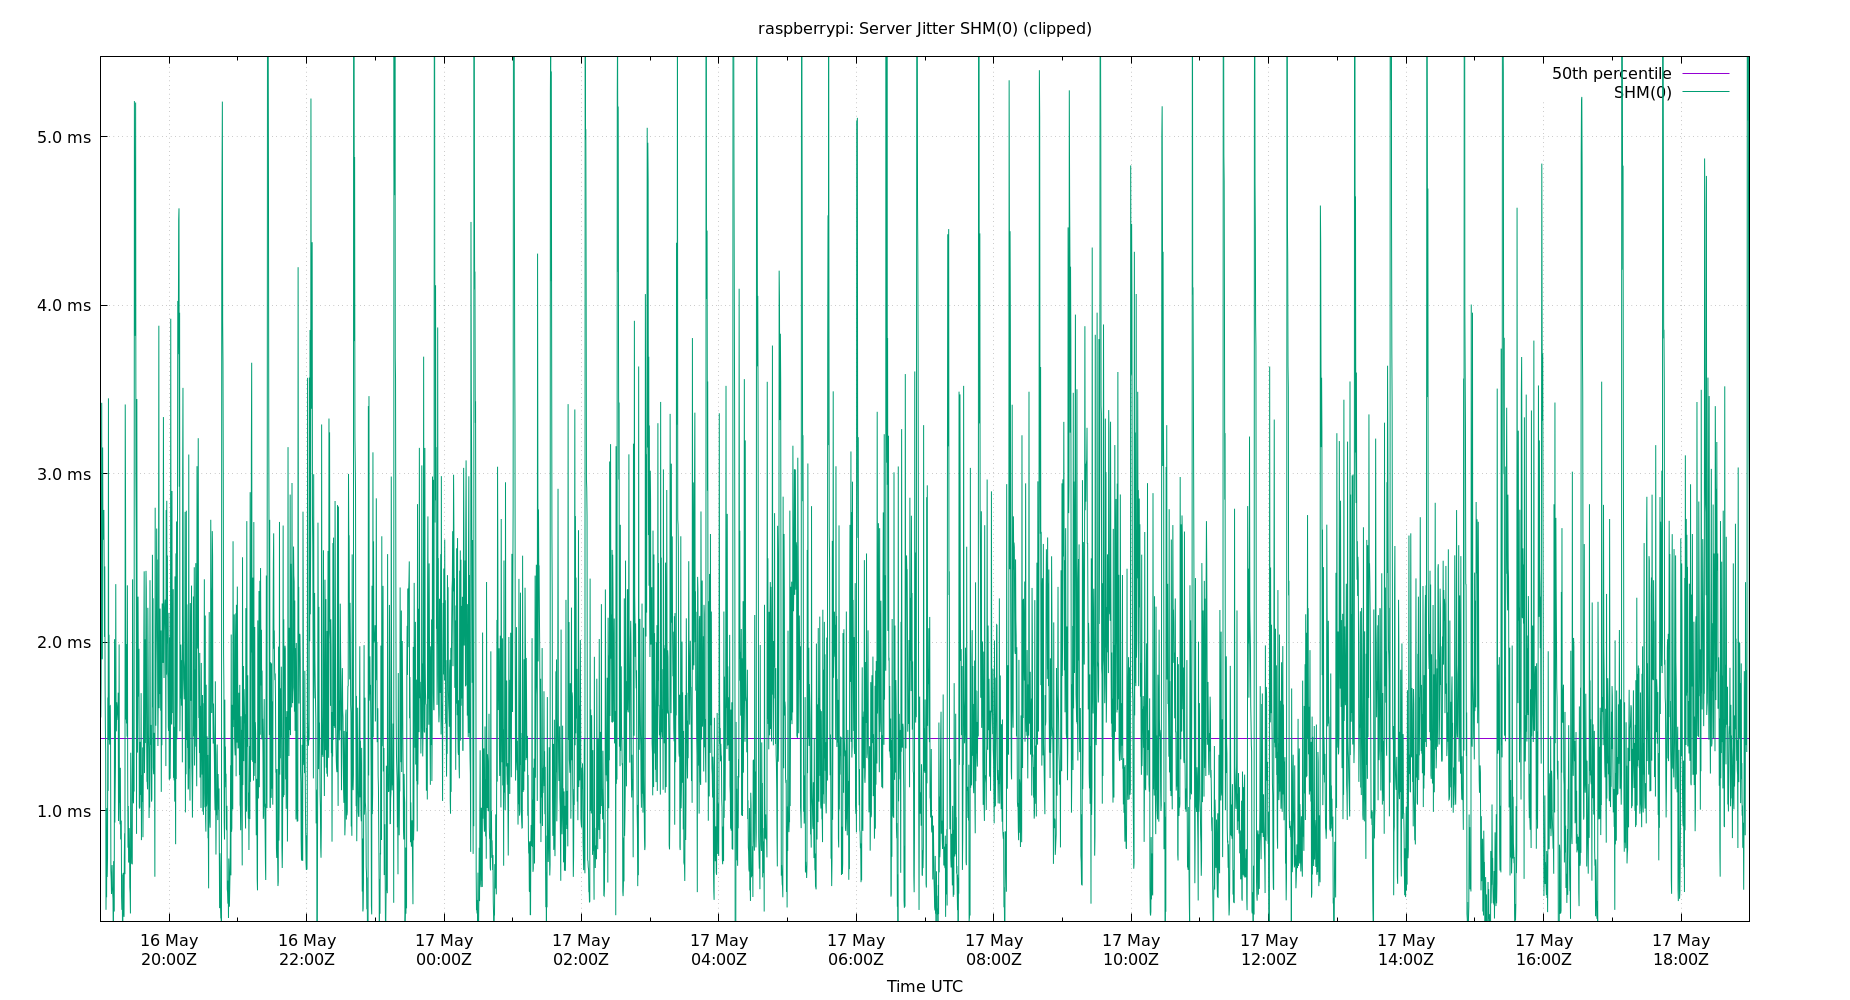 raspberrypi: Server Jitter SHM(0) (clipped)
50th percentile
SHM(0)
5.0 ms
4.0 ms
3.0 ms
2.0 ms
1.0 ms
16 May 16 May 17 May 17 May 17 May 17 May 17 May 17 May 17 May 17 May 17 May 17 May
20:00Z 22:00Z 00:00Z 02:00Z 04:00Z 06:00Z 08:00Z 10:00Z 12:00Z 14:00Z 16:00Z 18:00Z
Time UTC